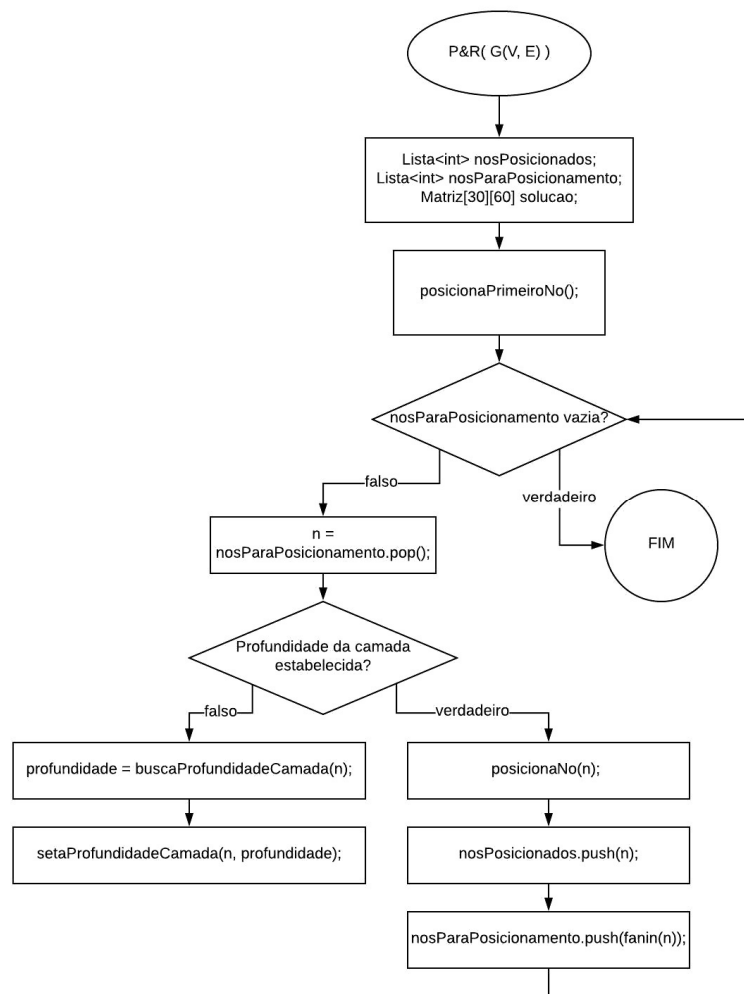 P&R( G(V, E) )
Lista<int> nosPosicionados;
Lista<int> nosParaPosicionamento;
Matriz[30][60] solucao;
posicionaPrimeiroNo();
nosParaPosicionamento vazia?
falso
verdadeiro
n =
nosParaPosicionamento.pop();
FIM
Profundidade da camada
estabelecida?
falso
verdadeiro
profundidade = buscaProfundidadeCamada(n);
posicionaNo(n);
setaProfundidadeCamada(n, profundidade);
nosPosicionados.push(n);
nosParaPosicionamento.push(fanin(n));